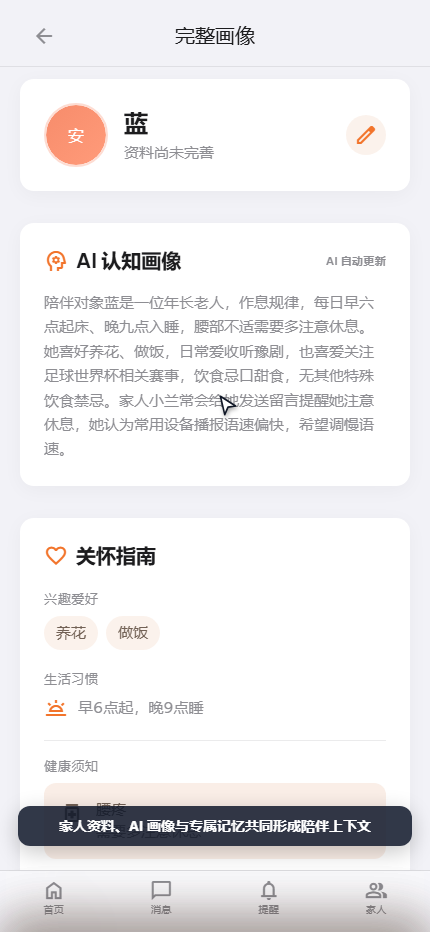 完整画像
安
蓝
资料尚未完善
AI 认知画像
AI 自动更新
陪伴对象蓝是一位年长老人，作息规律，每日早六
点起床、晚九点入睡，腰部不适需要多注意休息。
她喜好养花、做饭，日常爱收听豫剧，也喜爱关注
足球世界杯相关赛事，饮食忌口甜食，无其他特殊
饮食禁忌。家人小兰常会给她发送留言提醒她注意
休息，她认为常用设备播报语速偏快，希望调慢语
速。
关怀指南
兴趣爱好
养花
做饭
生活习惯
早6点起，晚9点睡
健康须知
腰疼
家人资料、AI 画像与专属记忆共同形成陪伴上下文
首页
消息
提醒
家人